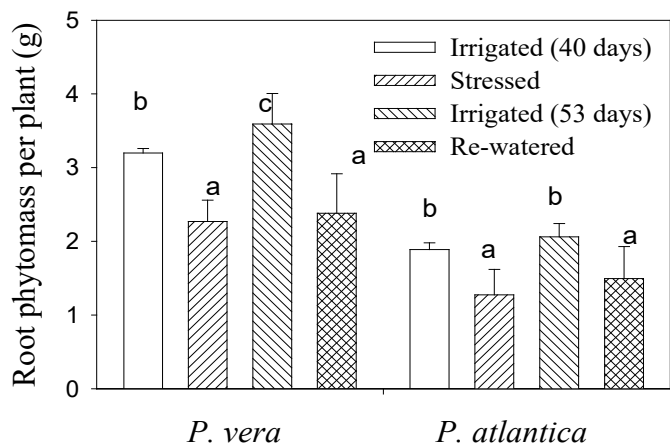 Root phytomass per plant (g)
5
4
3
2
1
0
Irrigated (40 days)
Stressed
Irrigated (53 days)
Re-watered
b
a
c
a
b
a
b
a
P. vera
P. atlantica